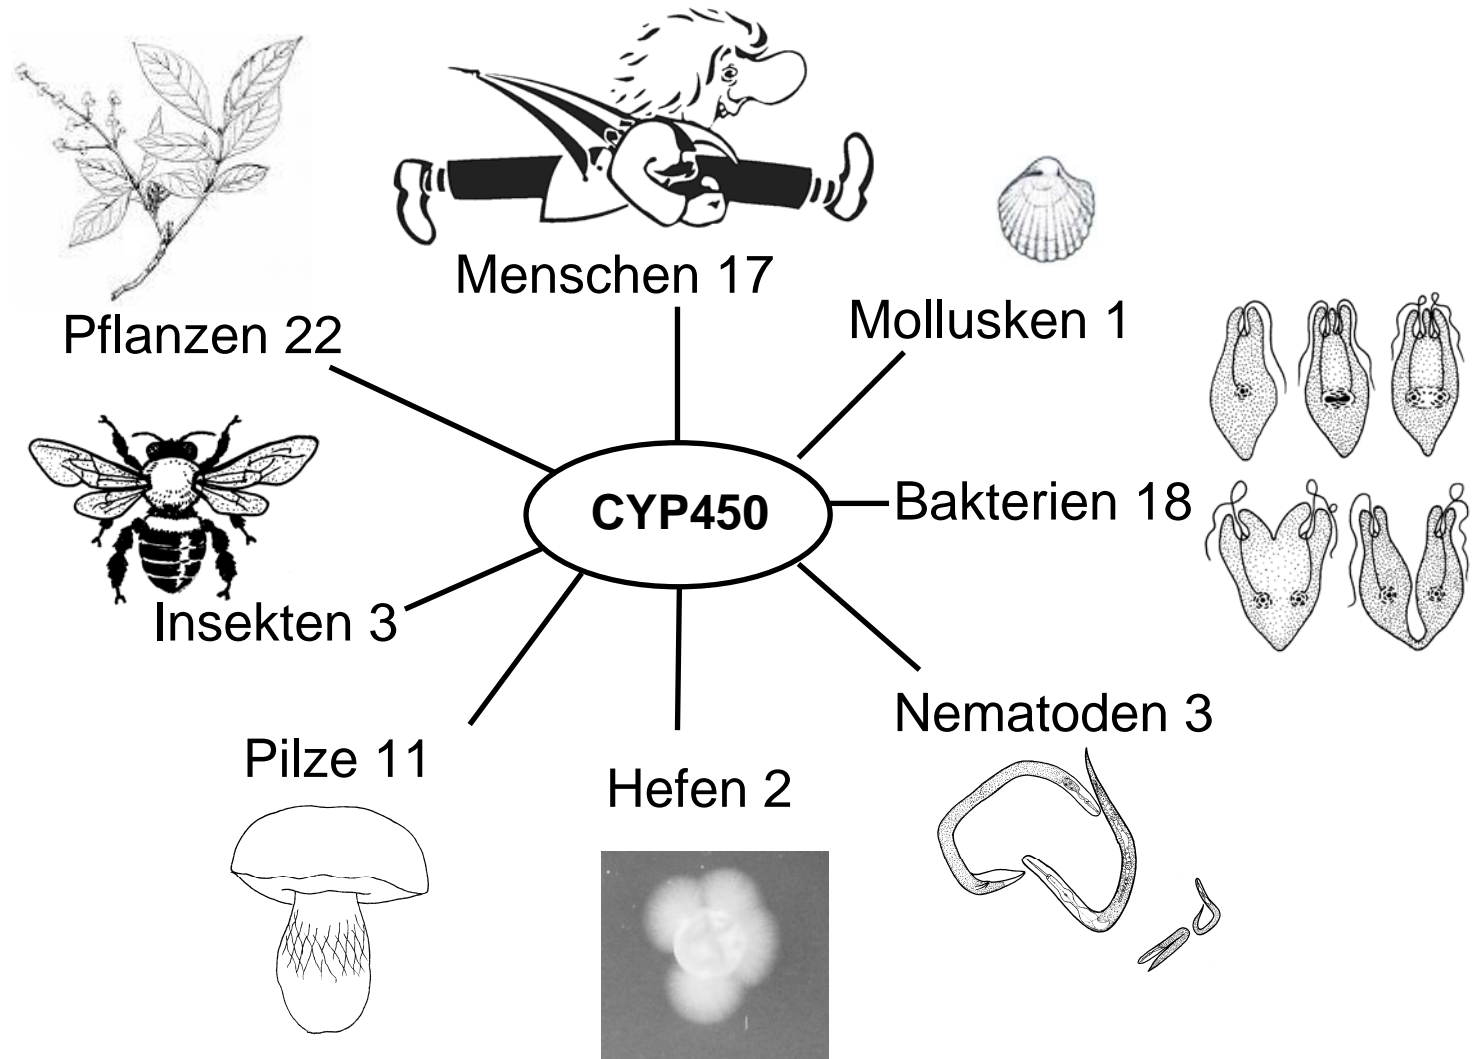 Menschen 17
Pflanzen 22
Mollusken 1
CYP450
Bakterien 18
Insekten 3
Nematoden 3
Pilze 11
Hefen 2